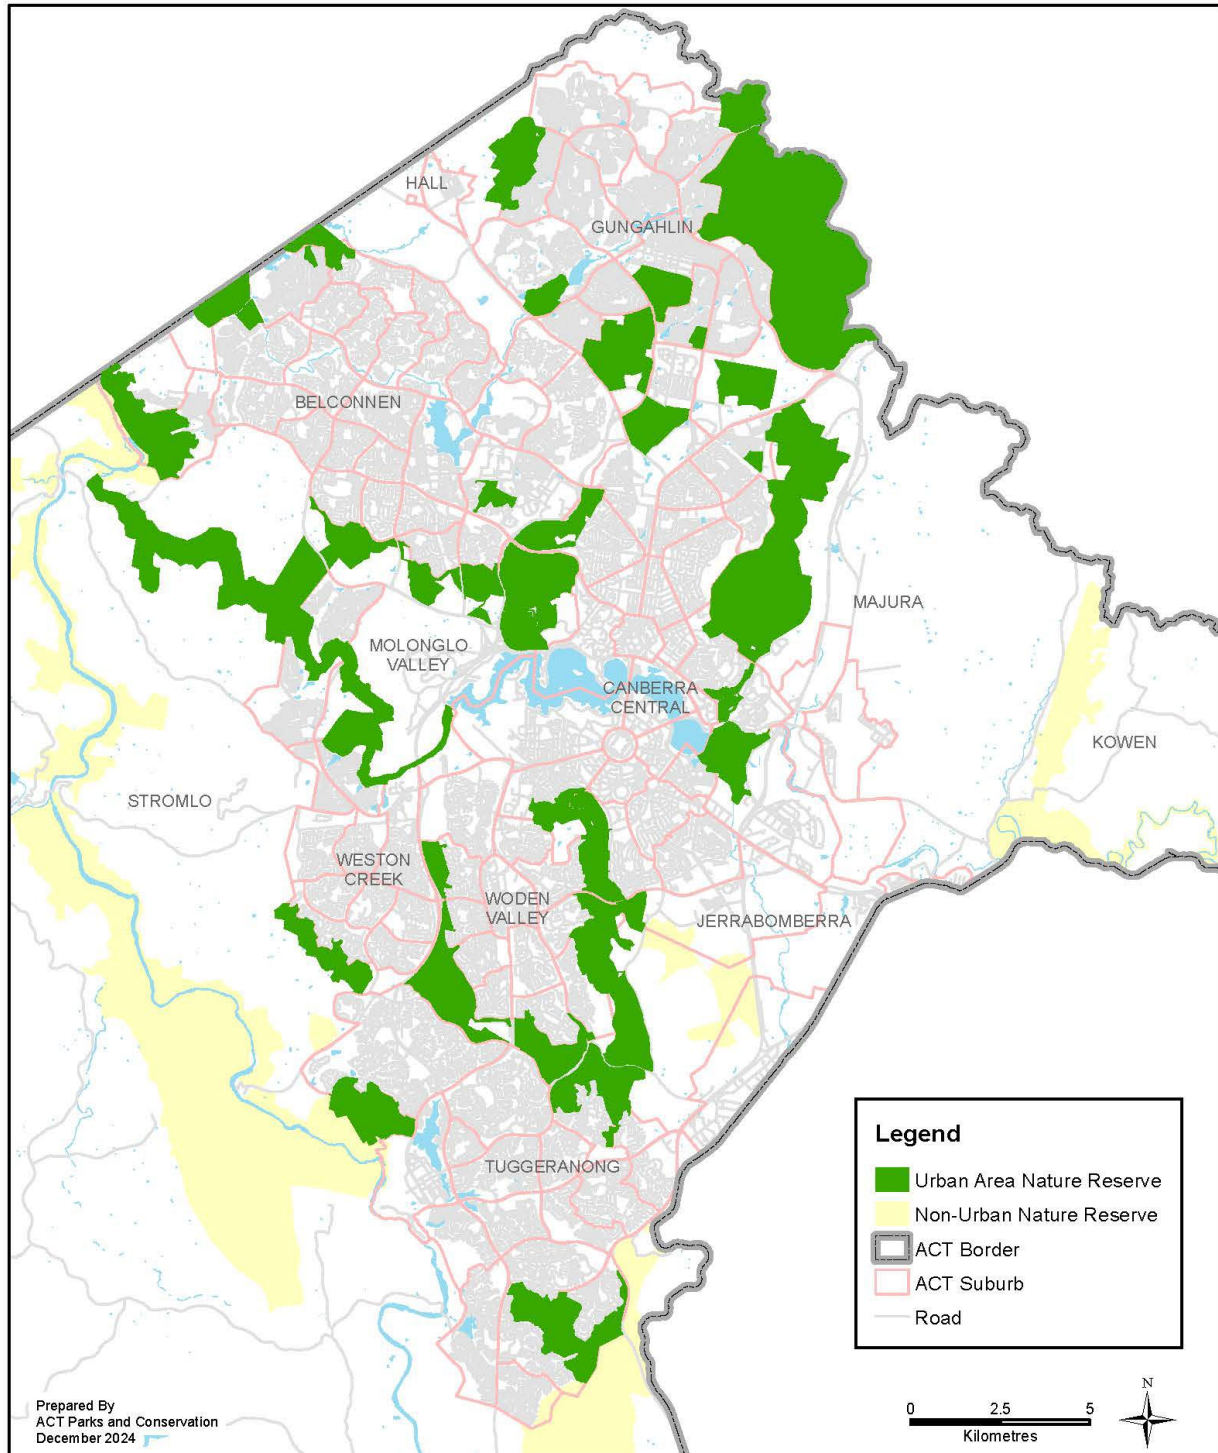 HALL
GUNGAHLIN
BELCONNEN
MAJURA
MOLONGLO
VALLEY
CANBERRA
CENTRAL
KOWEN
STROMLO
WESTON
CREEK
WODEN
VALLEY
JERRABOMBERRA
TUGGERANONG
Legend
Urban Area Nature Reserve
Non-Urban Nature Reserve
ACT Border
ACT Suburb
Road
N
0 2.5 5
Kilometres
Prepared By
ACT Parks and Conservation
December 2024